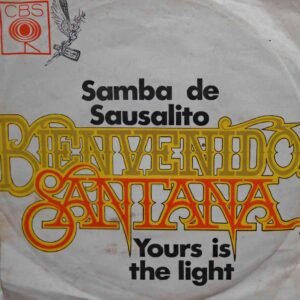 CBS
Samba de
Sausalito
BIENVENIDO
SANTANA
Yours is
the light